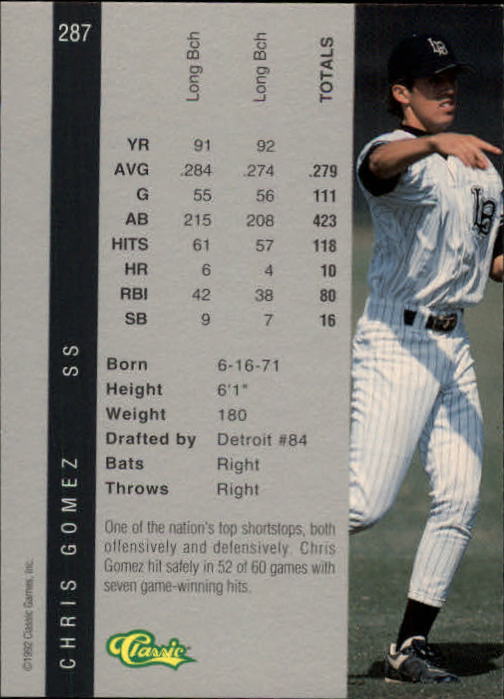 287
Long Bch Long Bch TOTALS
YR 91 92
AVG .284 .274 .279
G 55 56 111
AB 215 208 423
HITS 61 57 118
HR 6 4 10
RBI 42 38 80
SB 9 7 16
Born 6-16-71
Height 6'1"
Weight 180
Drafted by Detroit #84
Bats Right
Throws Right
One of the nation's top shortstops, both
offensively and defensively. Chris
Gomez hit safely in 52 of 60 games with
seven game-winning hits.
Classic
CHRIS GOMEZ SS
©1992 Classic Games, Inc.
LB
LB